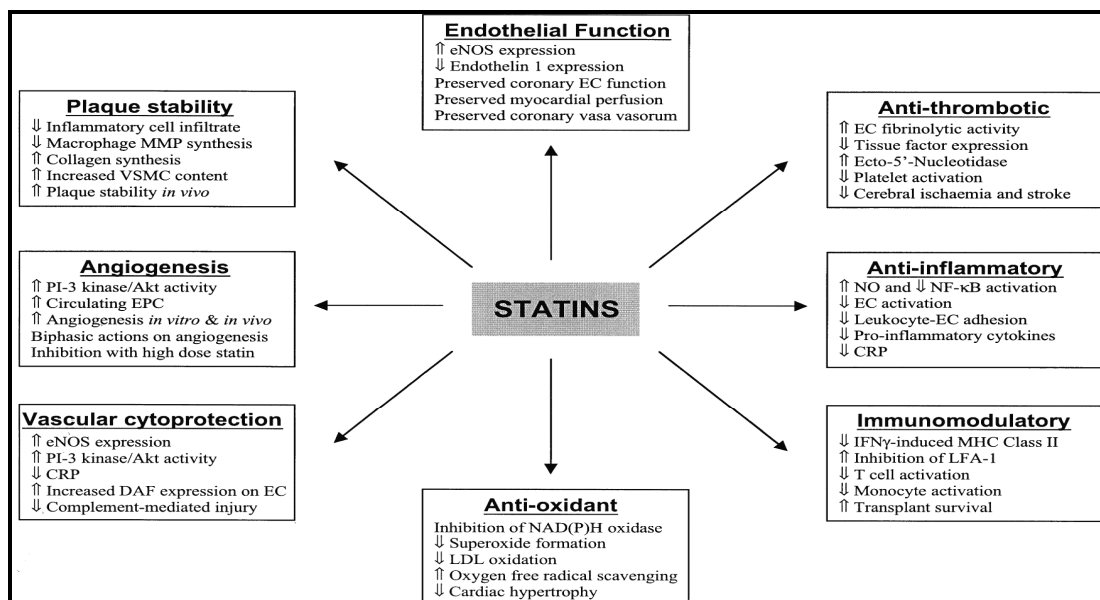 Endothelial Function
⇑ eNOS expression
⇓ Endothelin 1 expression
Preserved coronary EC function
Preserved myocardial perfusion
Preserved coronary vasa vasorum
Plaque stability
⇓ Inflammatory cell infiltrate
⇓ Macrophage MMP synthesis
⇑ Collagen synthesis
⇑ Increased VSMC content
⇑ Plaque stability in vivo
Anti-thrombotic
⇑ EC fibrinolytic activity
⇓ Tissue factor expression
⇑ Ecto-5’-Nucleotidase
⇓ Platelet activation
⇓ Cerebral ischaemia and stroke
Angiogenesis
⇑ PI-3 kinase/Akt activity
⇑ Circulating EPC
⇑ Angiogenesis in vitro & in vivo
Biphasic actions on angiogenesis
Inhibition with high dose statin
STATINS
Anti-inflammatory
⇑ NO and ⇓ NF-κB activation
⇓ EC activation
⇓ Leukocyte-EC adhesion
⇓ Pro-inflammatory cytokines
⇓ CRP
Vascular cytoprotection
⇑ eNOS expression
⇑ PI-3 kinase/Akt activity
⇓ CRP
⇑ Increased DAF expression on EC
⇓ Complement-mediated injury
Immunomodulatory
⇓ IFNγ-induced MHC Class II
⇑ Inhibition of LFA-1
⇓ T cell activation
⇓ Monocyte activation
⇑ Transplant survival
Anti-oxidant
Inhibition of NAD(P)H oxidase
⇓ Superoxide formation
⇓ LDL oxidation
⇑ Oxygen free radical scavenging
⇓ Cardiac hypertrophy